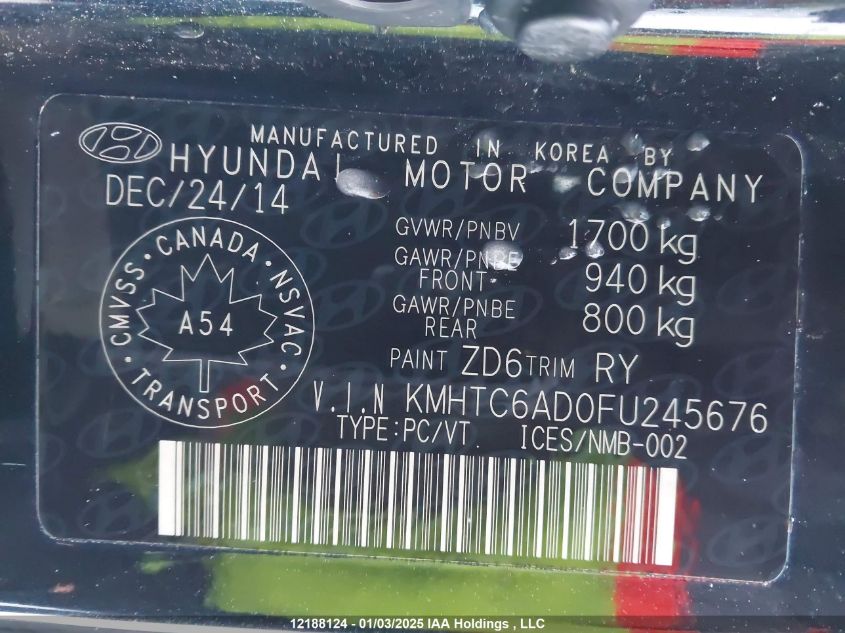 MANUFACTURED IN KOREA BY
HYUNDAI MOTOR COMPANY
DEC/24/14
GVWR/PNBV 1700 kg
GAWR/PNBE FRONT 940 kg
GAWR/PNBE REAR 800 kg
CMVSS • CANADA • NSVAC • TRANSPORT •
A54
PAINT ZD6 TRIM RY
V.I.N KMHTC6AD0FU245676
TYPE:PC/VT ICES/NMB-002
12188124 - 01/03/2025 IAA Holdings , LLC